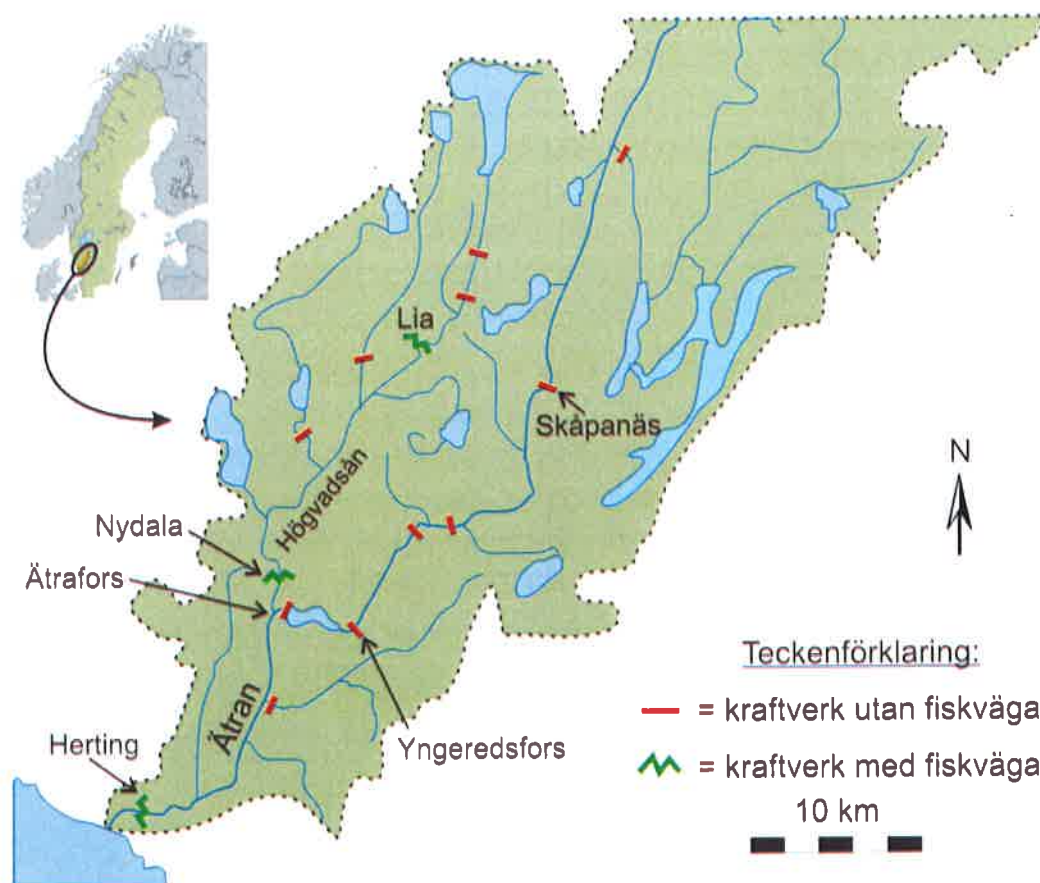 Lia
Skåpanäs
N
Högvadsån
Nydala
Ätrafors
Teckenförklaring:
= kraftverk utan fiskväga
Ätran
Yngeredsfors
Herting
= kraftverk med fiskväga
10 km